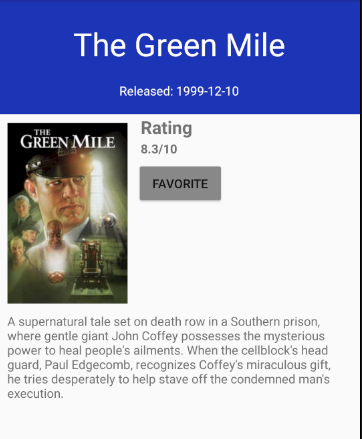 The Green Mile
Released: 1999-12-10
THE
GREEN MILE
Rating
8.3/10
FAVORITE
A supernatural tale set on death row in a Southern prison,
where gentle giant John Coffey possesses the mysterious
power to heal people's ailments. When the cellblock's head
guard, Paul Edgecomb, recognizes Coffey's miraculous gift,
he tries desperately to help stave off the condemned man's
execution.